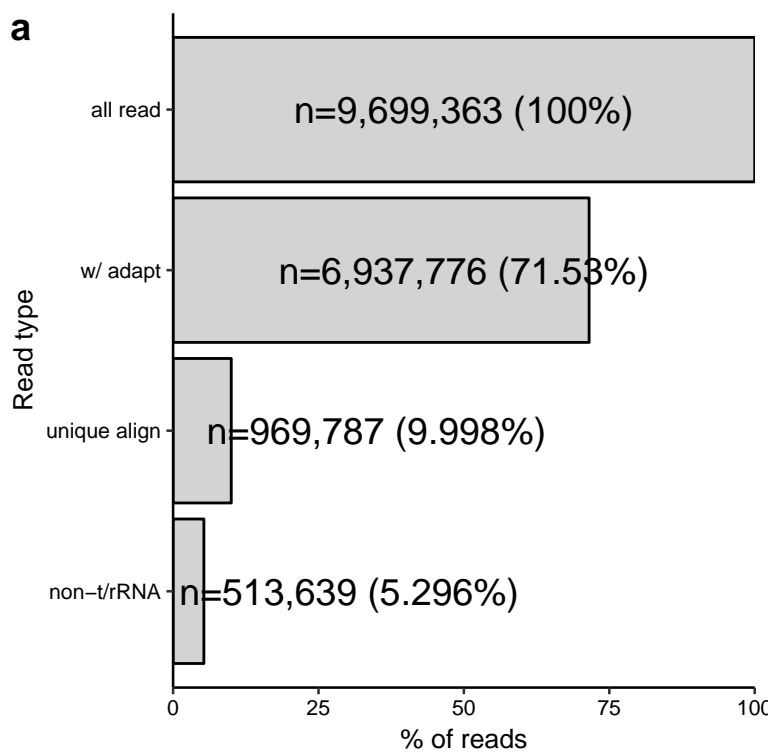 a
all read
n=9,699,363 (100%)
w/ adapt
n=6,937,776 (71.53%)
Read type
unique align
n=969,787 (9.998%)
non−t/rRNA
n=513,639 (5.296%)
0 25 50 75 100
% of reads